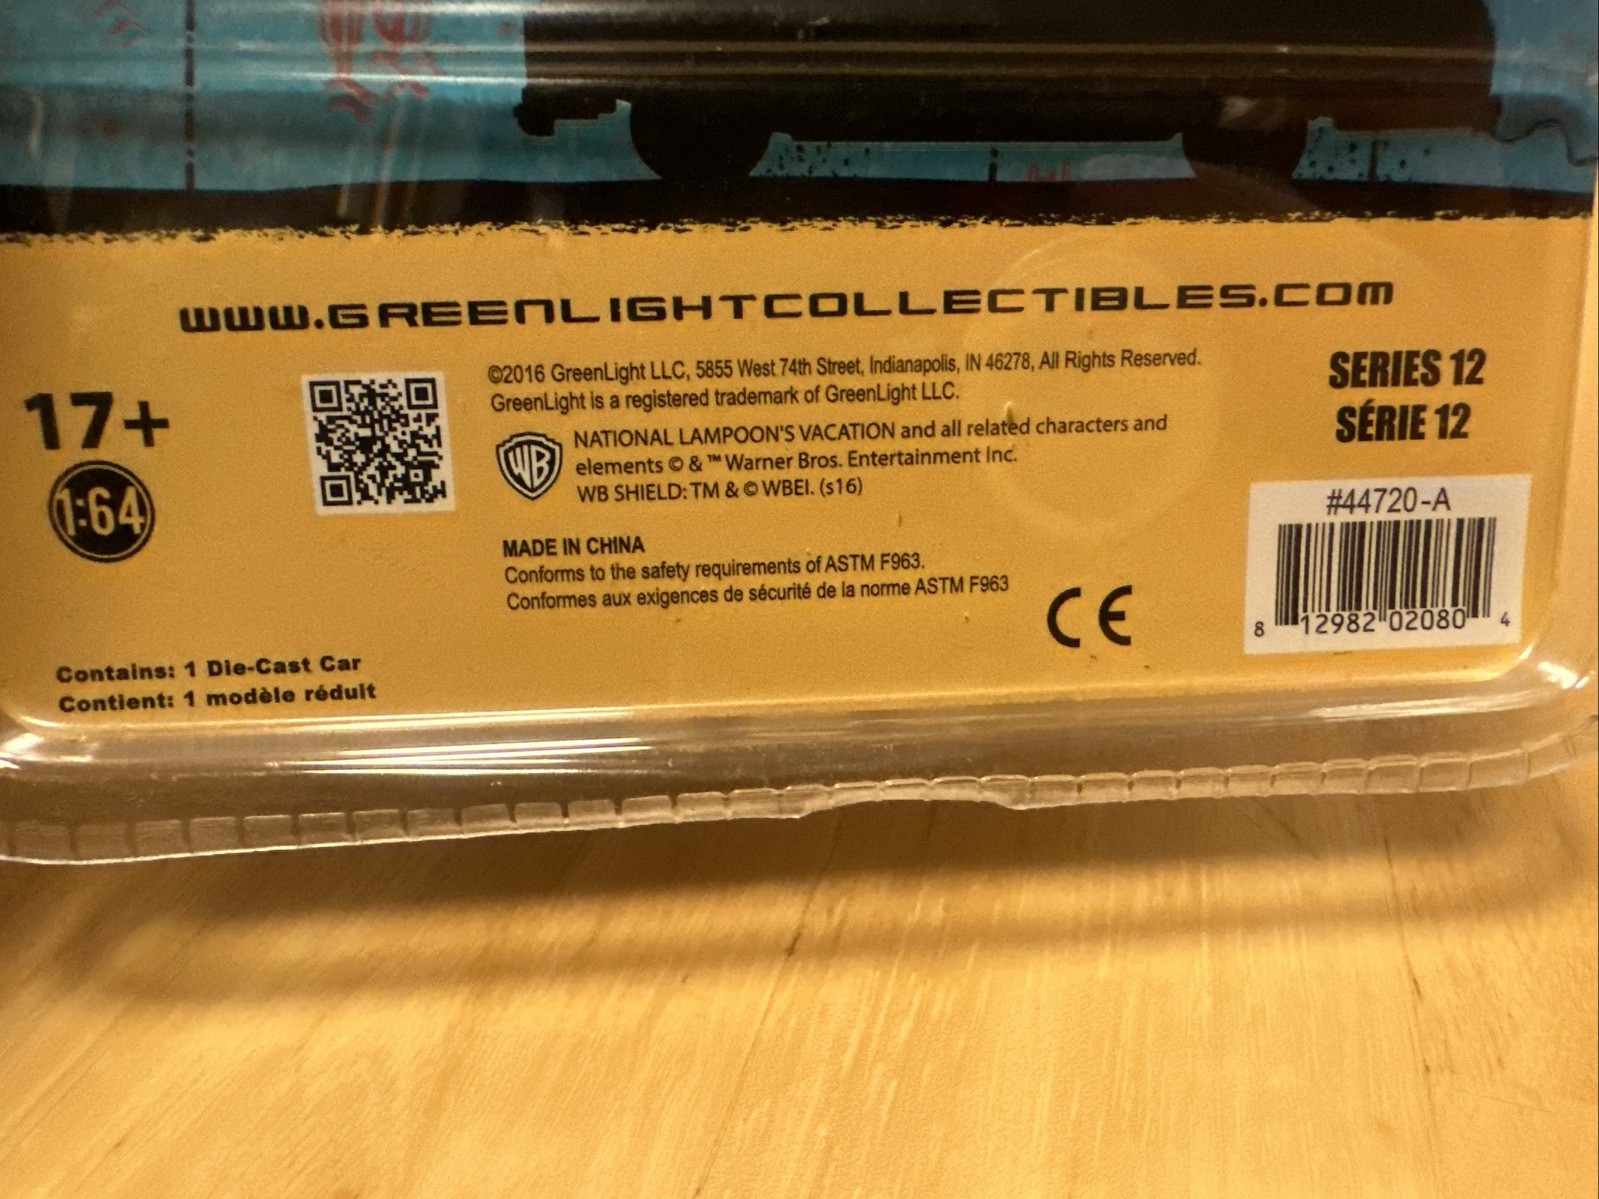 WWW.GREENLIGHTCOLLECTIBLES.COM
17+
1:64
©2016 GreenLight LLC, 5855 West 74th Street, Indianapolis, IN 46278, All Rights Reserved.
GreenLight is a registered trademark of GreenLight LLC.
WB
NATIONAL LAMPOON'S VACATION and all related characters and
elements © & ™ Warner Bros. Entertainment Inc.
WB SHIELD: TM & © WBEI. (s16)
MADE IN CHINA
Conforms to the safety requirements of ASTM F963.
Conformes aux exigences de sécurité de la norme ASTM F963
CE
SERIES 12
SÉRIE 12
#44720-A
8 12982 02080 4
Contains: 1 Die-Cast Car
Contient: 1 modèle réduit